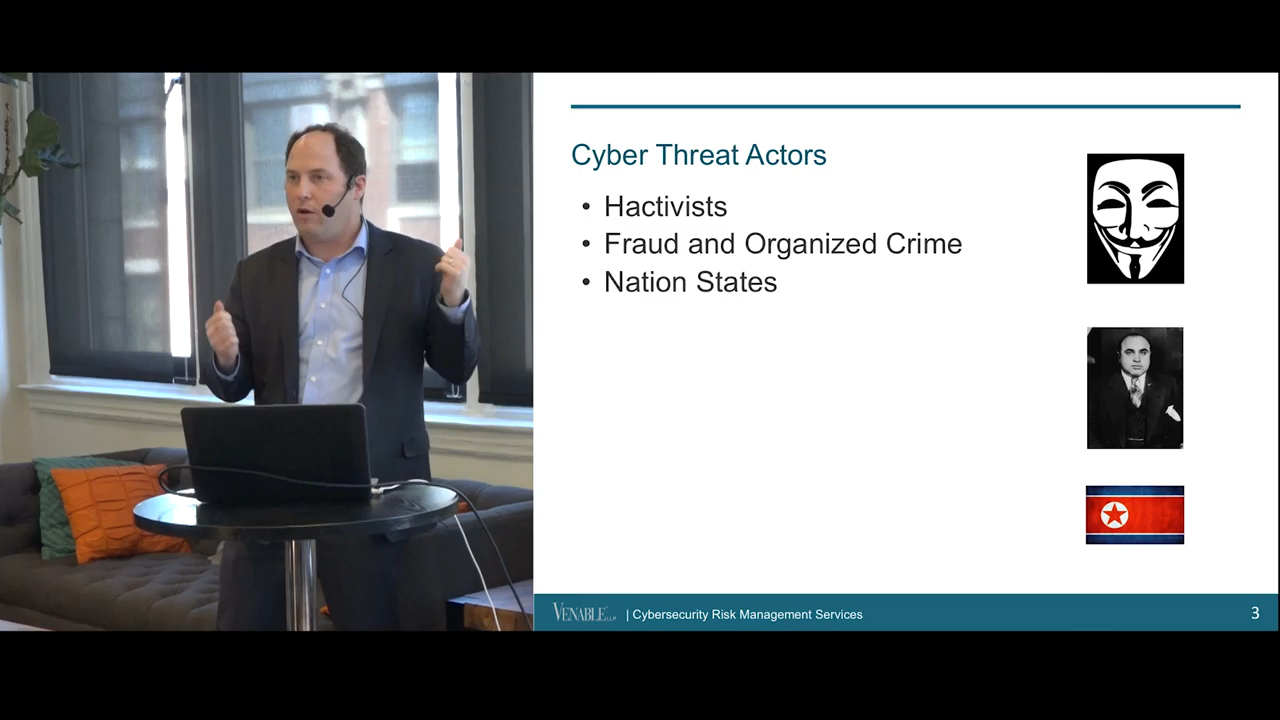 Cyber Threat Actors
• Hactivists
• Fraud and Organized Crime
• Nation States
VENABLE LLP | Cybersecurity Risk Management Services
3